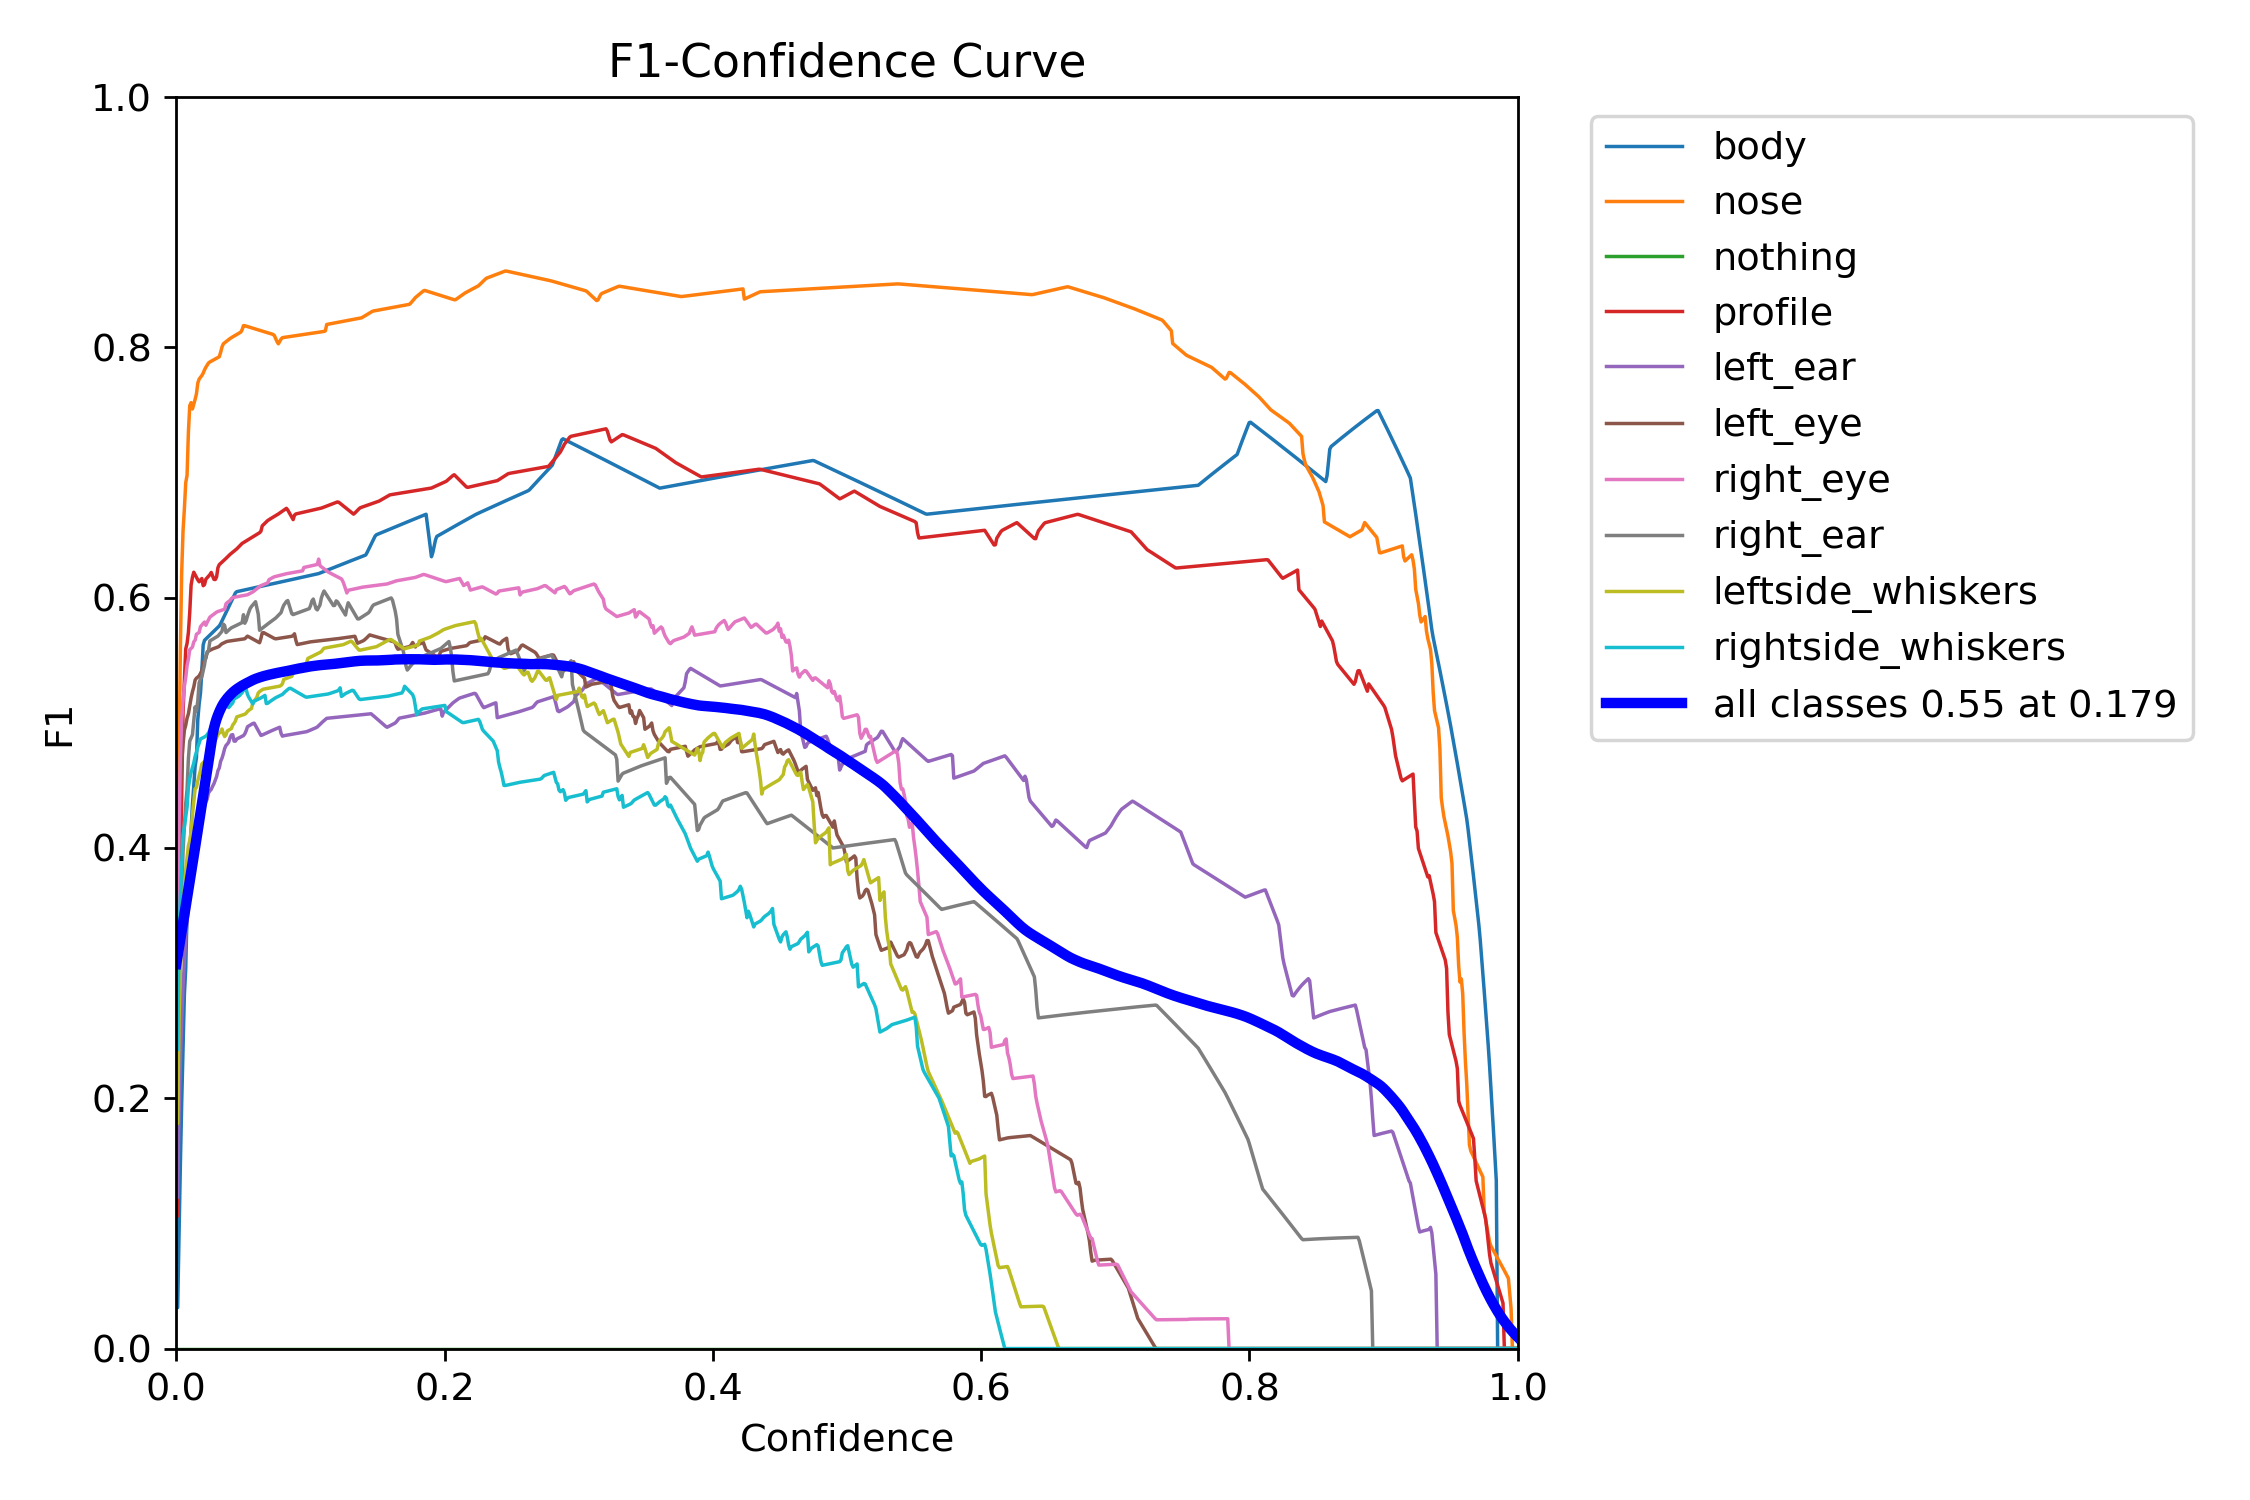 F1-Confidence Curve
1.0
0.8
0.6
0.4
0.2
0.0
F1
0.0 0.2 0.4 0.6 0.8 1.0
Confidence
body
nose
nothing
profile
left_ear
left_eye
right_eye
right_ear
leftside_whiskers
rightside_whiskers
all classes 0.55 at 0.179